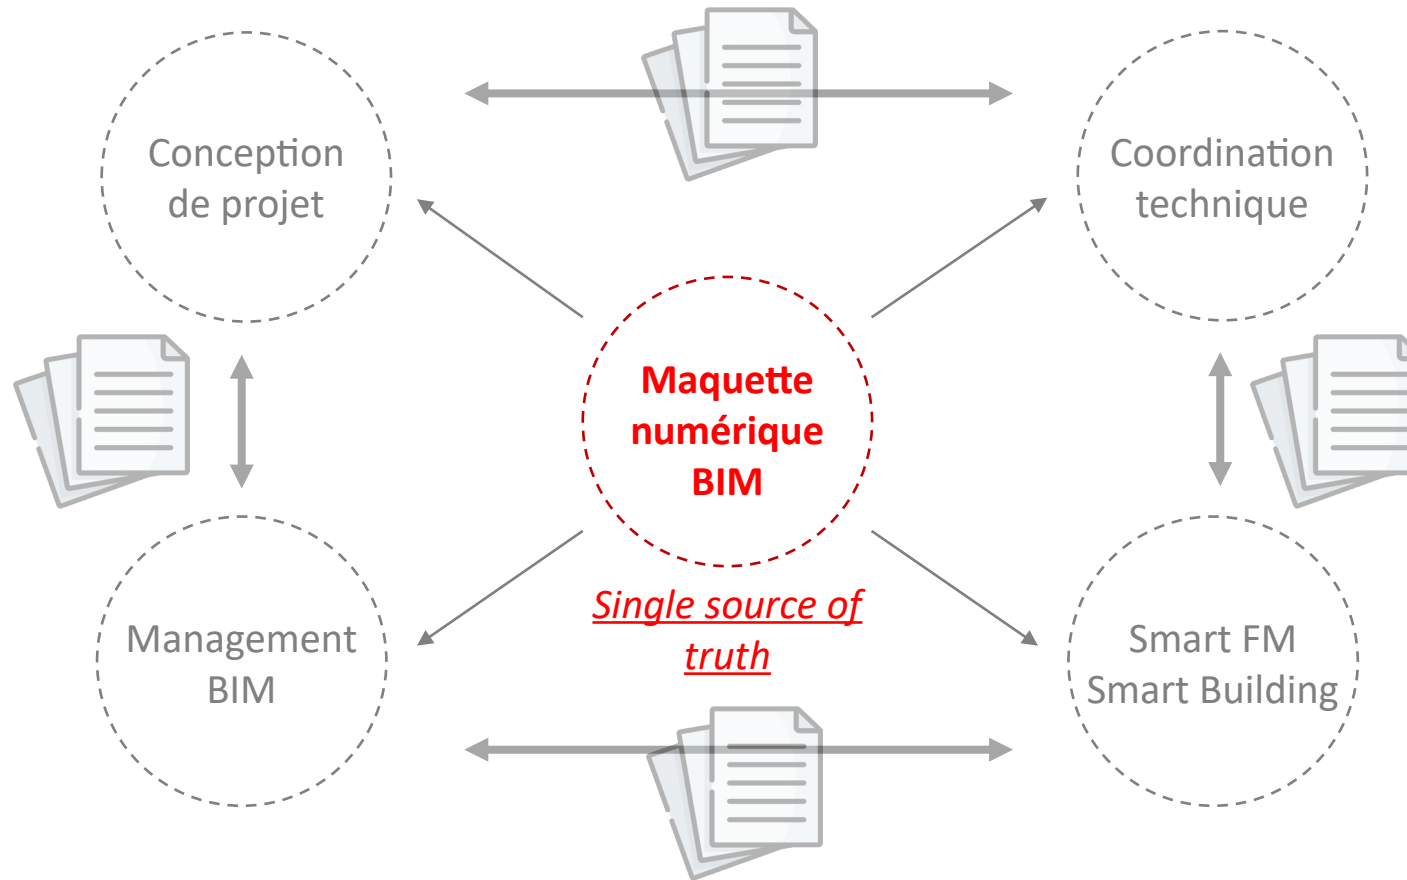 Conception
de projet
Coordination
technique
Maquette
numérique
BIM
Single source of
truth
Management
BIM
Smart FM
Smart Building